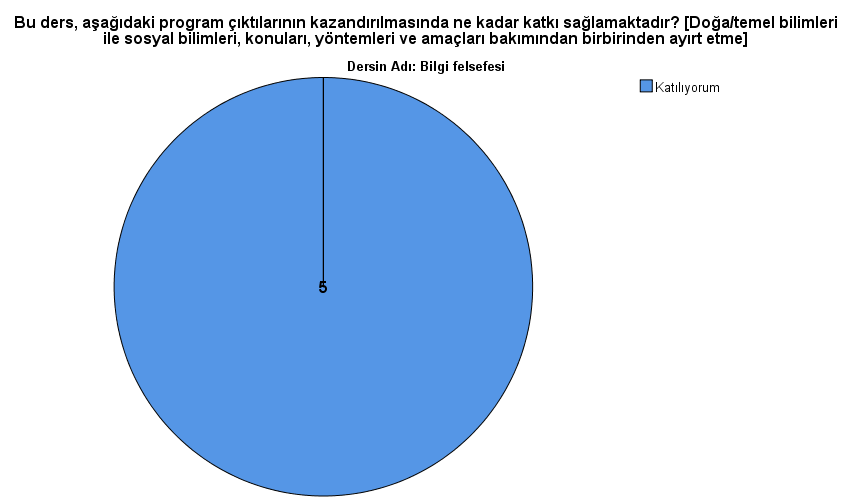 Bu ders, aşağıdaki program çıktılarının kazandırılmasında ne kadar katkı sağlamaktadır? [Doğa/temel bilimleri
ile sosyal bilimleri, konuları, yöntemleri ve amaçları bakımından birbirinden ayırt etme]
Dersin Adı: Bilgi felsefesi
Katılıyorum
5